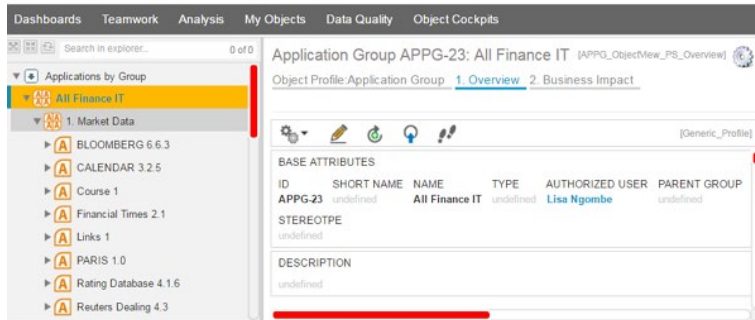 Dashboards Teamwork Analysis My Objects Data Quality Object Cockpits
Search in explorer... 0 of 0
Applications by Group
All Finance IT
1. Market Data
BLOOMBERG 6.6.3
CALENDAR 3.2.5
Course 1
Financial Times 2.1
Links 1
PARIS 1.0
Rating Database 4.1.6
Reuters Dealing 4.3
Application Group APPG-23: All Finance IT [APPG_ObjectView_PS_Overview]
Object Profile:Application Group 1. Overview 2. Business Impact
[Generic_Profile]
BASE ATTRIBUTES
ID SHORT NAME NAME TYPE AUTHORIZED USER PARENT GROUP
APPG-23 undefined All Finance IT undefined Lisa Ngombe undefined
STEREOTPE
undefined
DESCRIPTION
undefined